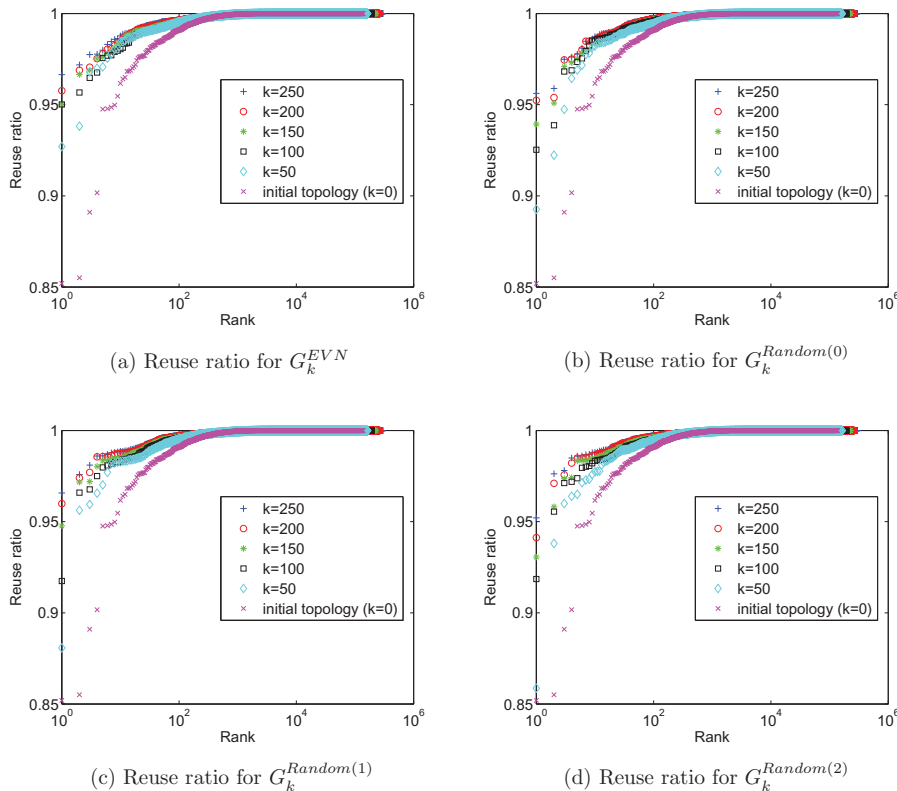 1
0.95
0.9
0.85
Reuse ratio
k=250
k=200
k=150
k=100
k=50
initial topology (k=0)
10^0 10^2 10^4 10^6
Rank
(a) Reuse ratio for G_k^{EVN}
1
0.95
0.9
0.85
Reuse ratio
k=250
k=200
k=150
k=100
k=50
initial topology (k=0)
10^0 10^2 10^4 10^6
Rank
(b) Reuse ratio for G_k^{Random(0)}
1
0.95
0.9
0.85
Reuse ratio
k=250
k=200
k=150
k=100
k=50
initial topology (k=0)
10^0 10^2 10^4 10^6
Rank
(c) Reuse ratio for G_k^{Random(1)}
1
0.95
0.9
0.85
Reuse ratio
k=250
k=200
k=150
k=100
k=50
initial topology (k=0)
10^0 10^2 10^4 10^6
Rank
(d) Reuse ratio for G_k^{Random(2)}